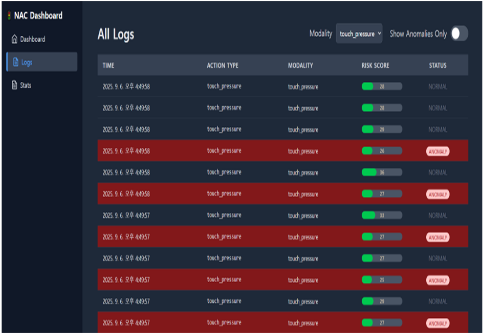 NAC Dashboard
Dashboard
Logs
Stats
All Logs
Modality touch_pressure Show Anomalies Only
TIME ACTION TYPE MODALITY RISK SCORE STATUS
2025. 9. 6. 오후 4:49:58 touch_pressure touch_pressure 28 NORMAL
2025. 9. 6. 오후 4:49:58 touch_pressure touch_pressure 28 NORMAL
2025. 9. 6. 오후 4:49:58 touch_pressure touch_pressure 28 NORMAL
2025. 9. 6. 오후 4:49:58 touch_pressure touch_pressure ANOMALY
2025. 9. 6. 오후 4:49:58 touch_pressure touch_pressure 36 NORMAL
2025. 9. 6. 오후 4:49:58 touch_pressure touch_pressure 27 ANOMALY
2025. 9. 6. 오후 4:49:57 touch_pressure touch_pressure 33 NORMAL
2025. 9. 6. 오후 4:49:57 touch_pressure touch_pressure 27 ANOMALY
2025. 9. 6. 오후 4:49:57 touch_pressure touch_pressure 27 NORMAL
2025. 9. 6. 오후 4:49:57 touch_pressure touch_pressure ANOMALY
2025. 9. 6. 오후 4:49:57 touch_pressure touch_pressure NORMAL
2025. 9. 6. 오후 4:49:57 touch_pressure touch_pressure 27 ANOMALY